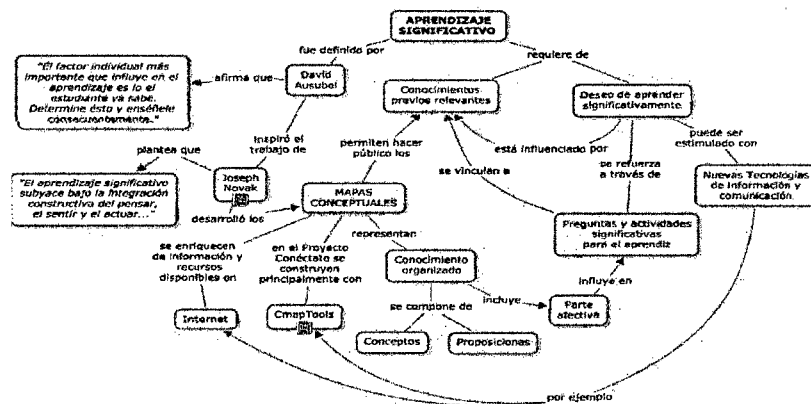 APRENDIZAJE
SIGNIFICATIVO
fue definido por
requiere de
"El factor individual más
importante que influye en el
aprendizaje es lo el
estudiante ya sabe.
Determine ésto y enséñele
consecuentemente."
afirma que
David
Ausubel
Conocimientos
previos relevantes
Deseo de aprender
significativamente
inspiró el
trabajo de
permiten hacer
público los
está influenciado por
puede ser
estimulado con
plantea que
se vinculan a
se refuerza
a través de
Nuevas Tecnologías
de Información y
comunicación
"El aprendizaje significativo
subyace bajo la integración
constructiva del pensar,
el sentir y el actuar..."
Joseph
Novak
desarrolló los
MAPAS
CONCEPTUALES
Preguntas y actividades
significativas
para el aprendiz
representan
se enriquecen
de información y
recursos
disponibles en
en el Proyecto
Conéctate se
construyen
principalmente con
Conocimiento
organizado
influye en
se compone de
incluye
Parte
afectiva
Internet
CmapTools
Conceptos
Proposiciones
por ejemplo